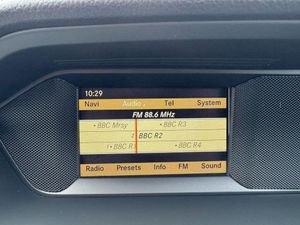 10:29
Navi Audio Tel System
FM 88.6 MHz
BBC Mrsy BBC R3
1 BBC R2
BBC R4
Radio Presets Info FM Sound